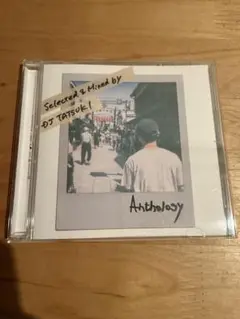 Selected & Mixed by
DJ TATSUKI
Anthology